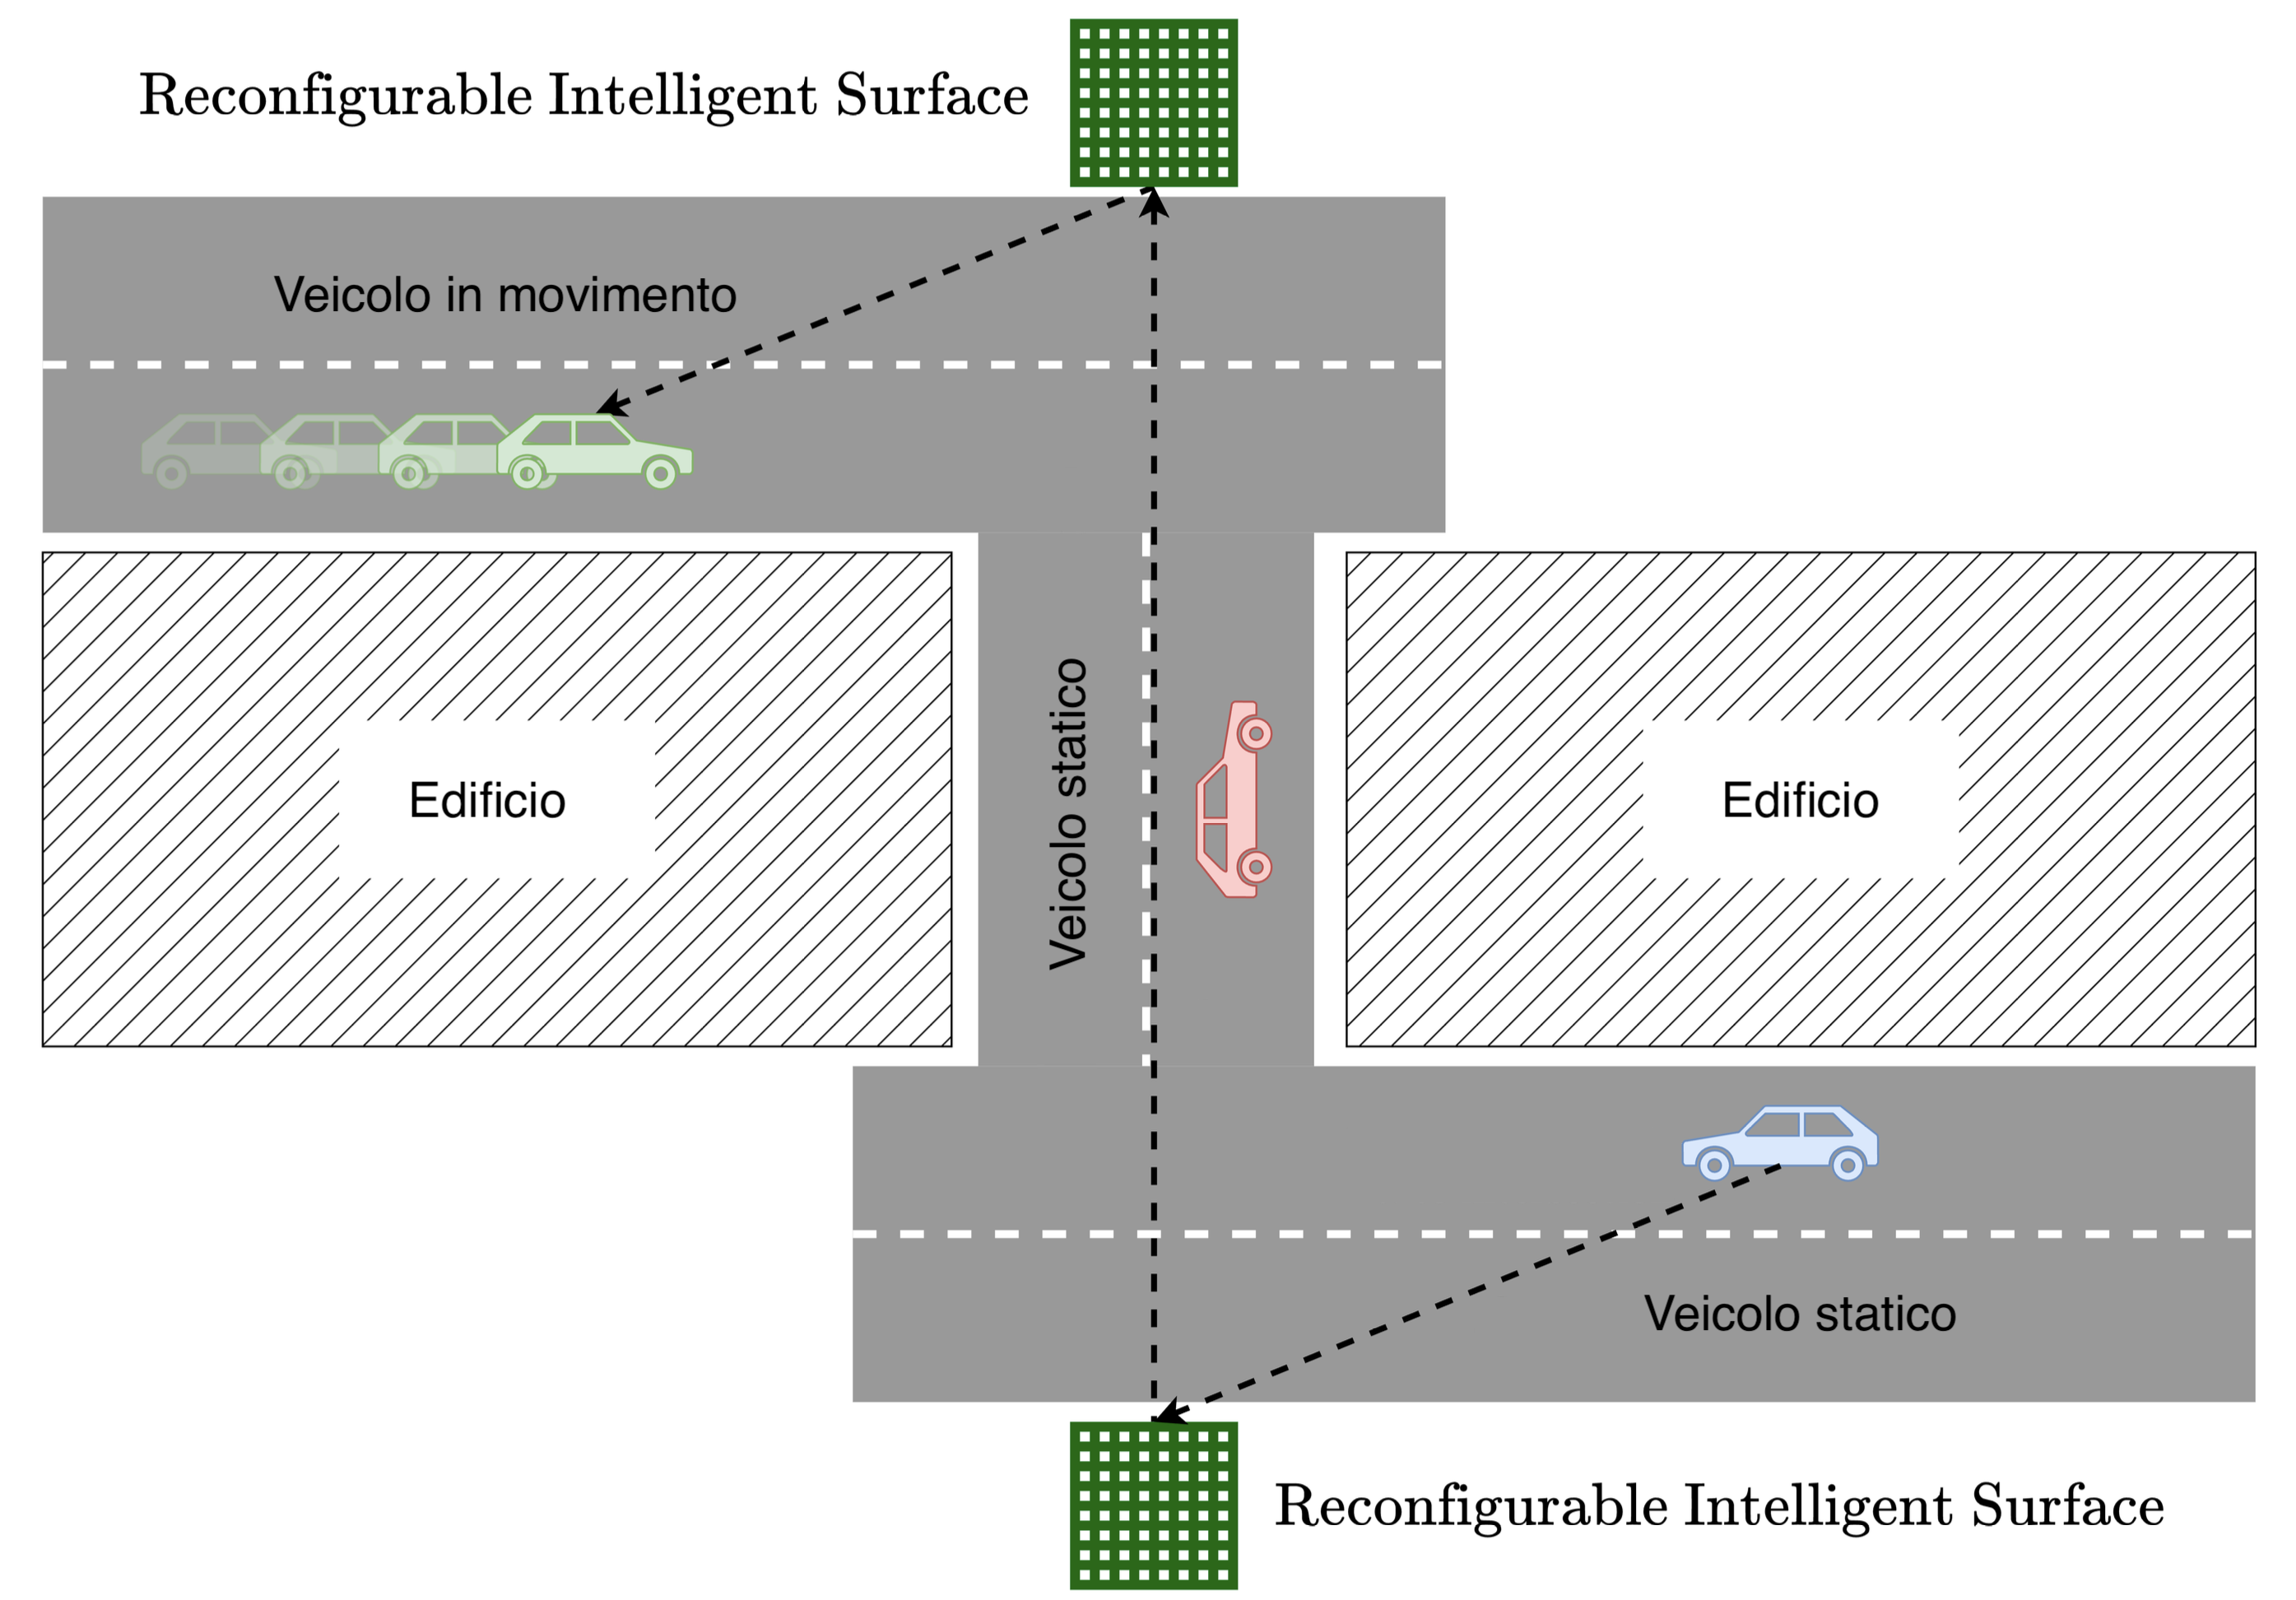 Reconfigurable Intelligent Surface
Veicolo in movimento
Edificio
Veicolo statico
Edificio
Veicolo statico
Reconfigurable Intelligent Surface